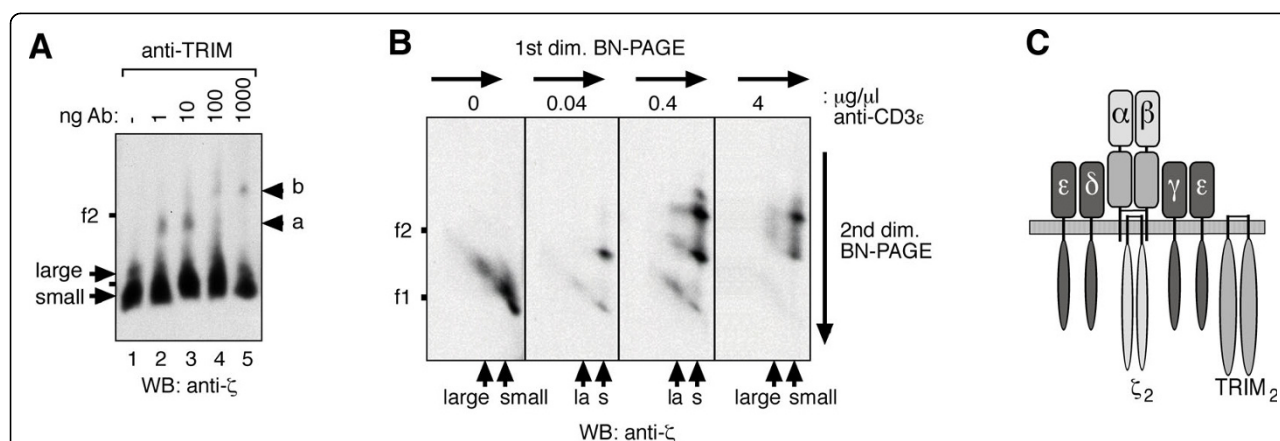 A
anti-TRIM
ng Ab: - 1 10 100 1000
b
f2
a
large
small
1 2 3 4 5
WB: anti-ζ
B
1st dim. BN-PAGE
0 0.04 0.4 4 : µg/µl
anti-CD3ε
f2
2nd dim.
BN-PAGE
f1
large small la s la s large small
WB: anti-ζ
C
α β
ε δ γ ε
ζ2 TRIM2